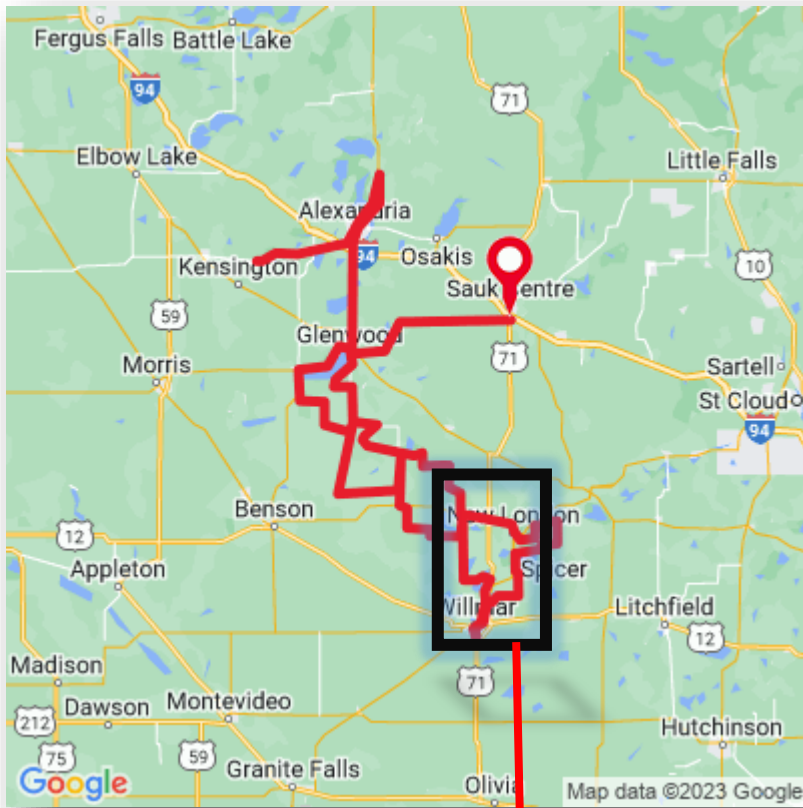 Fergus Falls
Battle Lake
94
71
Elbow Lake
Little Falls
Alexandria
94
Osakis
10
Kensington
Sauk Centre
59
Glenwood
71
Morris
Sartell
St Cloud
94
Benson
New London
12
Spicer
Appleton
Willmar
Litchfield
12
Madison
71
Dawson
Montevideo
212
Hutchinson
75
59
Granite Falls
Google
Olivia
Map data ©2023 Google